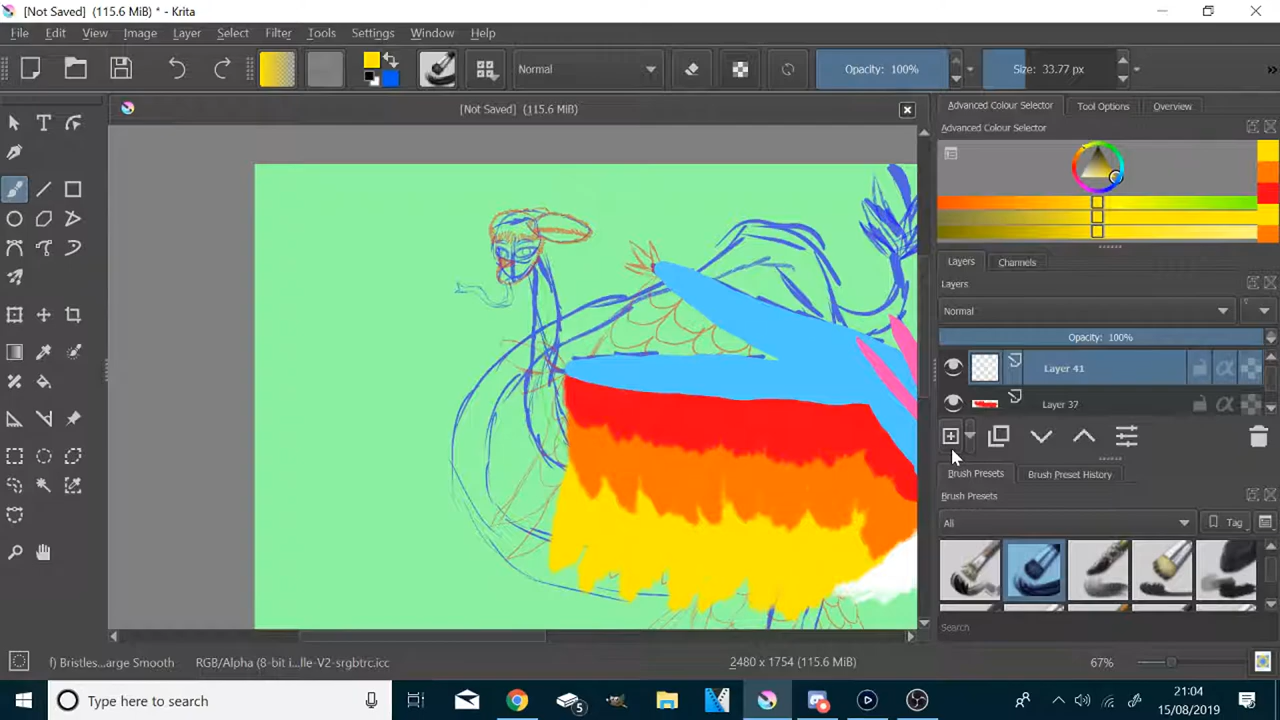 [Not Saved] (115.6 MiB) * - Krita
File Edit View Image Layer Select Filter Tools Settings Window Help
Normal
Opacity: 100%
Size: 33.77 px
[Not Saved] (115.6 MiB)
Advanced Colour Selector
Tool Options
Overview
Advanced Colour Selector
Layers
Channels
Layers
Normal
Opacity: 100%
Layer 41
Layer 37
Brush Presets
Brush Preset History
Brush Presets
All
Tag
Search
f) Bristles...arge Smooth
RGB/Alpha (8-bit i...lle-V2-srgbtrc.icc
2480 x 1754 (115.6 MiB)
67%
Type here to search
5
21:04
15/08/2019